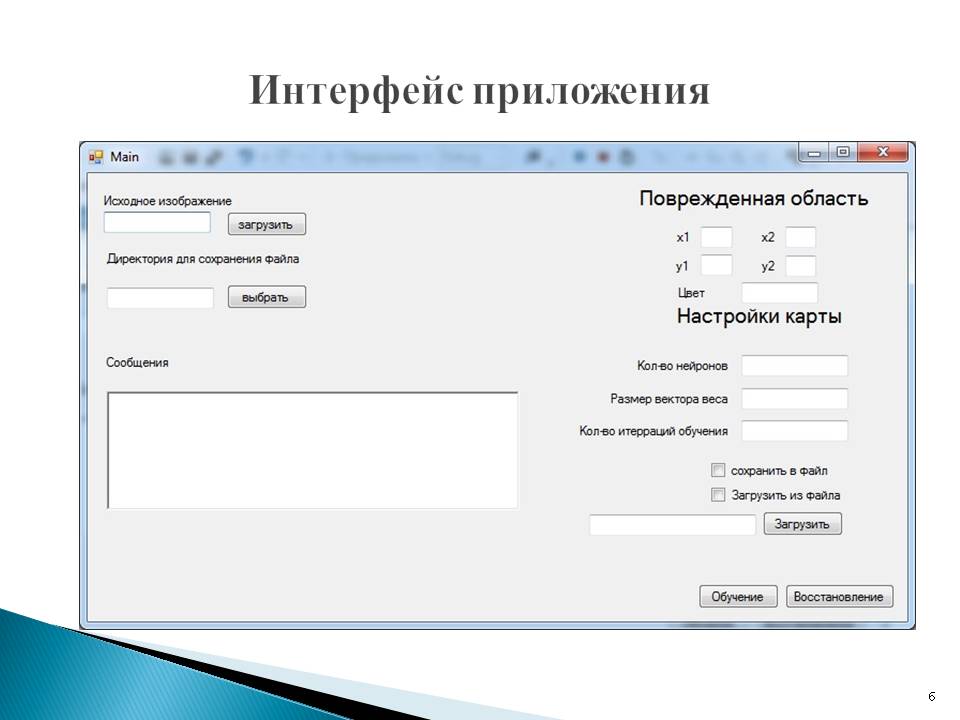 Интерфейс приложения
Main
Исходное изображение
загрузить
Директория для сохранения файла
выбрать
Сообщения
Поврежденная область
x1 x2
y1 y2
Цвет
Настройки карты
Кол-во нейронов
Размер вектора веса
Кол-во итерраций обучения
сохранить в файл
Загрузить из файла
Загрузить
Обучение Восстановление
6